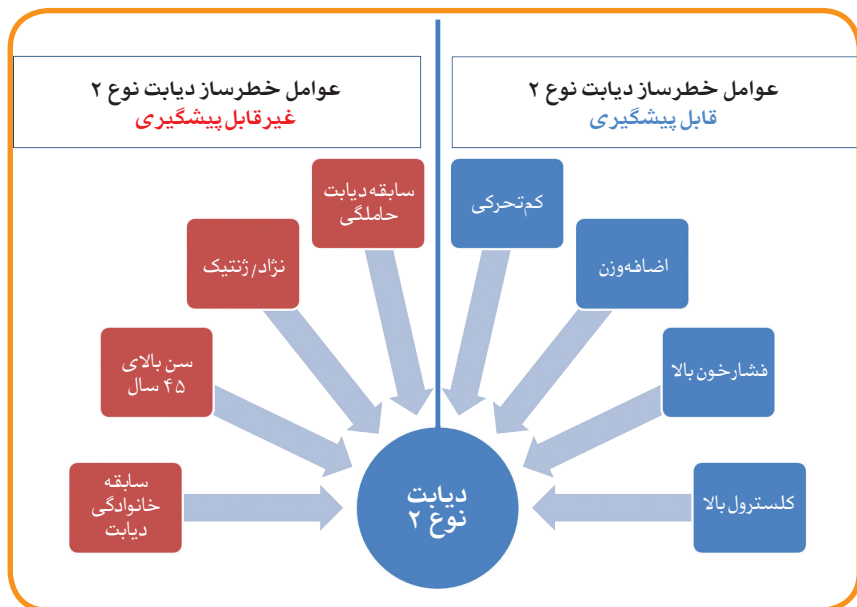 عوامل خطرساز دیابت نوع ۲
قابل پیشگیری
عوامل خطرساز دیابت نوع ۲
غیرقابل پیشگیری
کم‌تحرکی
اضافه‌وزن
فشارخون بالا
کلسترول بالا
سابقه دیابت
حاملگی
نژاد/ژنتیک
سن بالای
۴۵ سال
سابقه
خانوادگی
دیابت
دیابت
نوع ۲